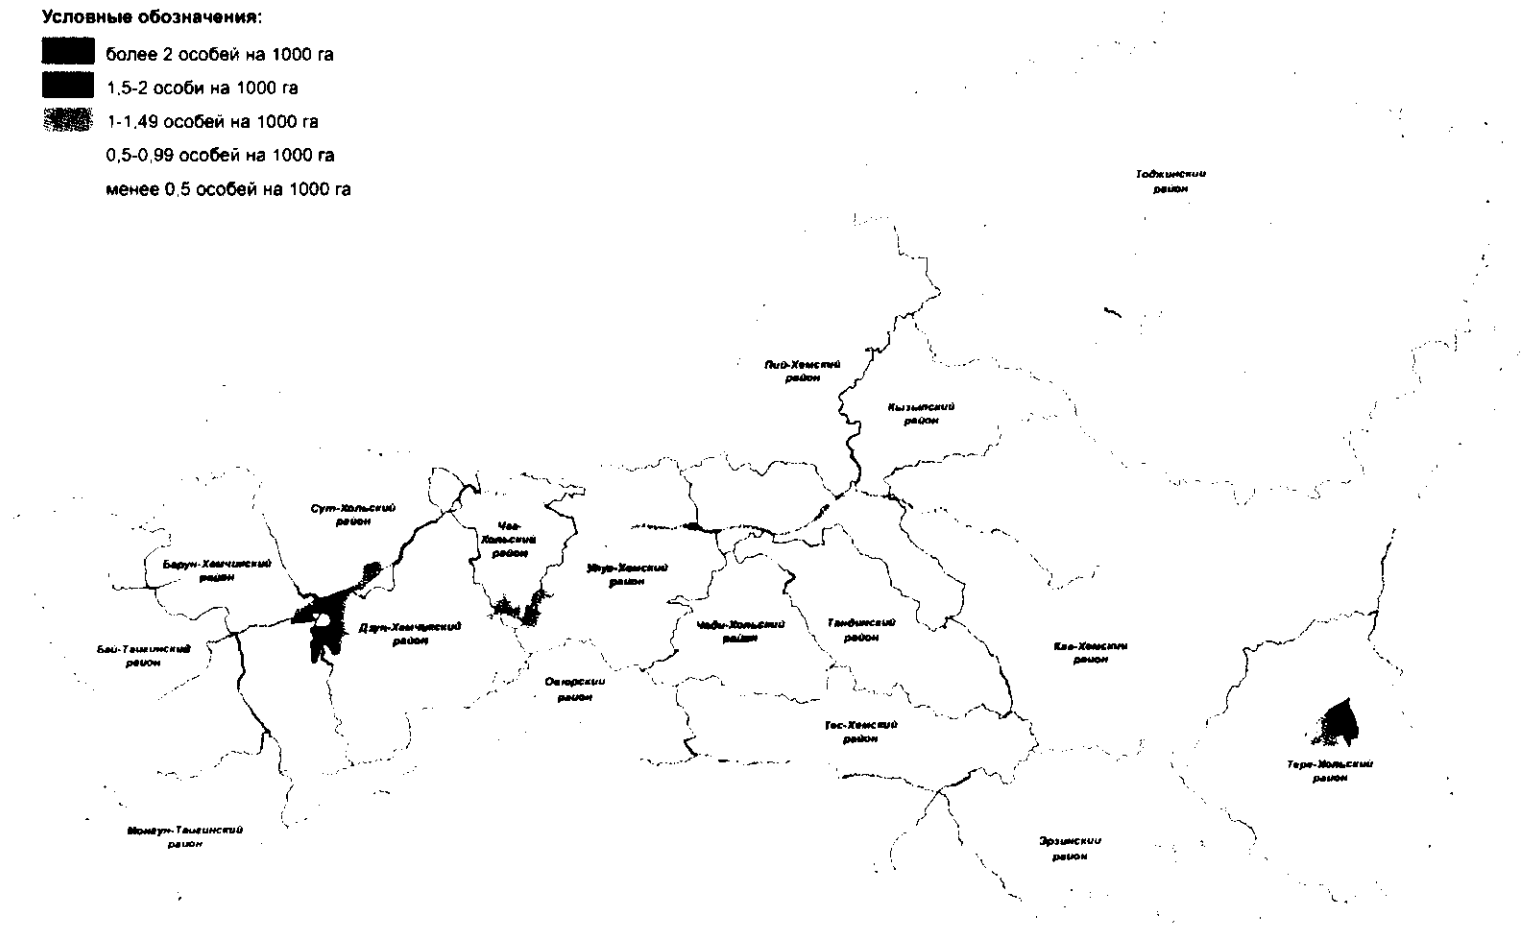 Условные обозначения:
более 2 особей на 1000 га
1,5-2 особи на 1000 га
1-1,49 особей на 1000 га
0,5-0,99 особей на 1000 га
менее 0,5 особей на 1000 га
Тоджинский
район
Пий-Хемский
район
Кызылский
район
Сут-Хольский
район
Чаа-
Хольский
район
Барун-Хемчикский
район
Улуг-Хемский
район
Дзун-Хемчикский
район
Чеди-Хольский
район
Тандинский
район
Бай-Тайгинский
район
Каа-Хемский
район
Овюрский
район
Тес-Хемский
район
Тере-Хольский
район
Монгун-Тайгинский
район
Эрзинский
район